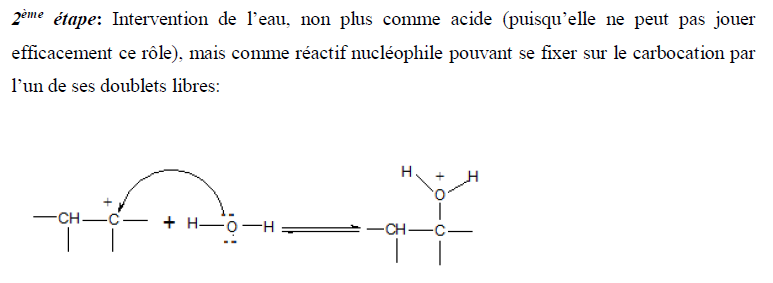 2ème étape: Intervention de l’eau, non plus comme acide (puisqu’elle ne peut pas jouer
efficacement ce rôle), mais comme réactif nucléophile pouvant se fixer sur le carbocation par
l’un de ses doublets libres:
H + H
O
+
CH C + H O H CH C